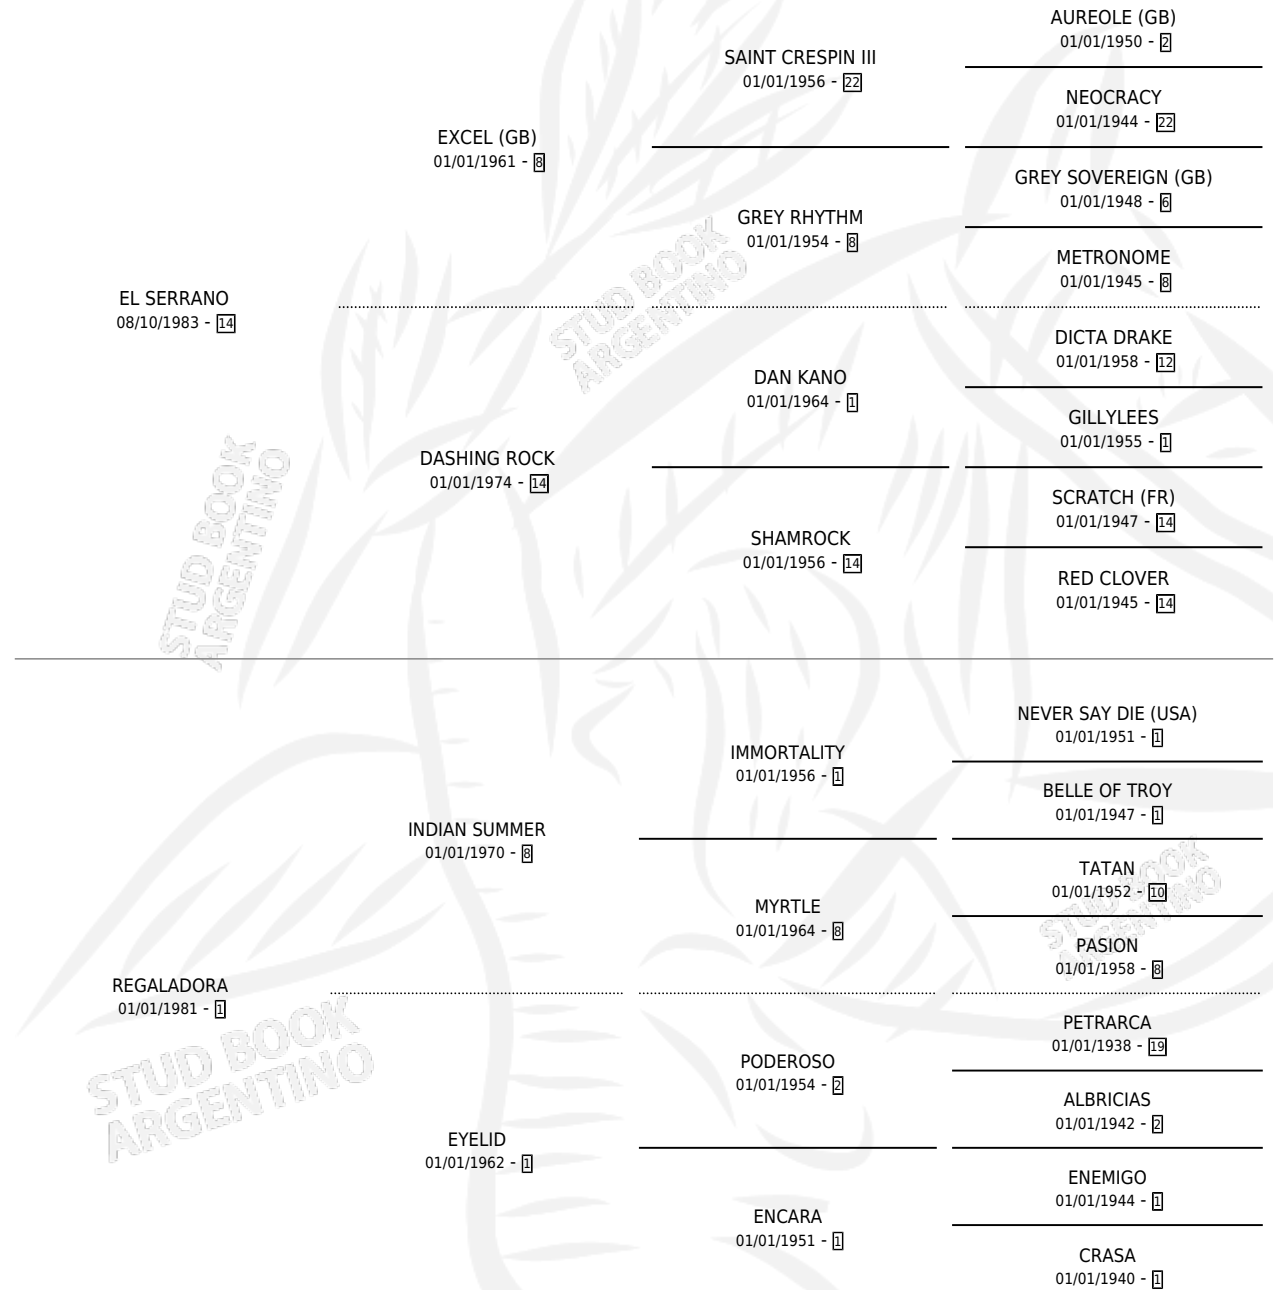 AUREOLE (GB)
01/01/1950 - 2
SAINT CRESPIN III
01/01/1956 - 22
NEOCRACY
01/01/1944 - 22
EXCEL (GB)
01/01/1961 - 8
GREY SOVEREIGN (GB)
01/01/1948 - 6
GREY RHYTHM
01/01/1954 - 8
METRONOME
01/01/1945 - 8
EL SERRANO
08/10/1983 - 14
DICTA DRAKE
01/01/1958 - 12
DAN KANO
01/01/1964 - 1
GILLYLEES
01/01/1955 - 1
DASHING ROCK
01/01/1974 - 14
SCRATCH (FR)
01/01/1947 - 14
SHAMROCK
01/01/1956 - 14
RED CLOVER
01/01/1945 - 14
NEVER SAY DIE (USA)
01/01/1951 - 1
IMMORTALITY
01/01/1956 - 1
BELLE OF TROY
01/01/1947 - 1
INDIAN SUMMER
01/01/1970 - 8
TATAN
01/01/1952 - 10
MYRTLE
01/01/1964 - 8
PASION
01/01/1958 - 8
REGALADORA
01/01/1981 - 1
PETRARCA
01/01/1938 - 19
PODEROSO
01/01/1954 - 2
ALBRICIAS
01/01/1942 - 2
EYELID
01/01/1962 - 1
ENEMIGO
01/01/1944 - 1
ENCARA
01/01/1951 - 1
CRASA
01/01/1940 - 1
STUD BOOK
ARGENTINO
STUD BOOK
ARGENTINO
STUD BOOK
ARGENTINO
STUD BOOK
ARGENTINO